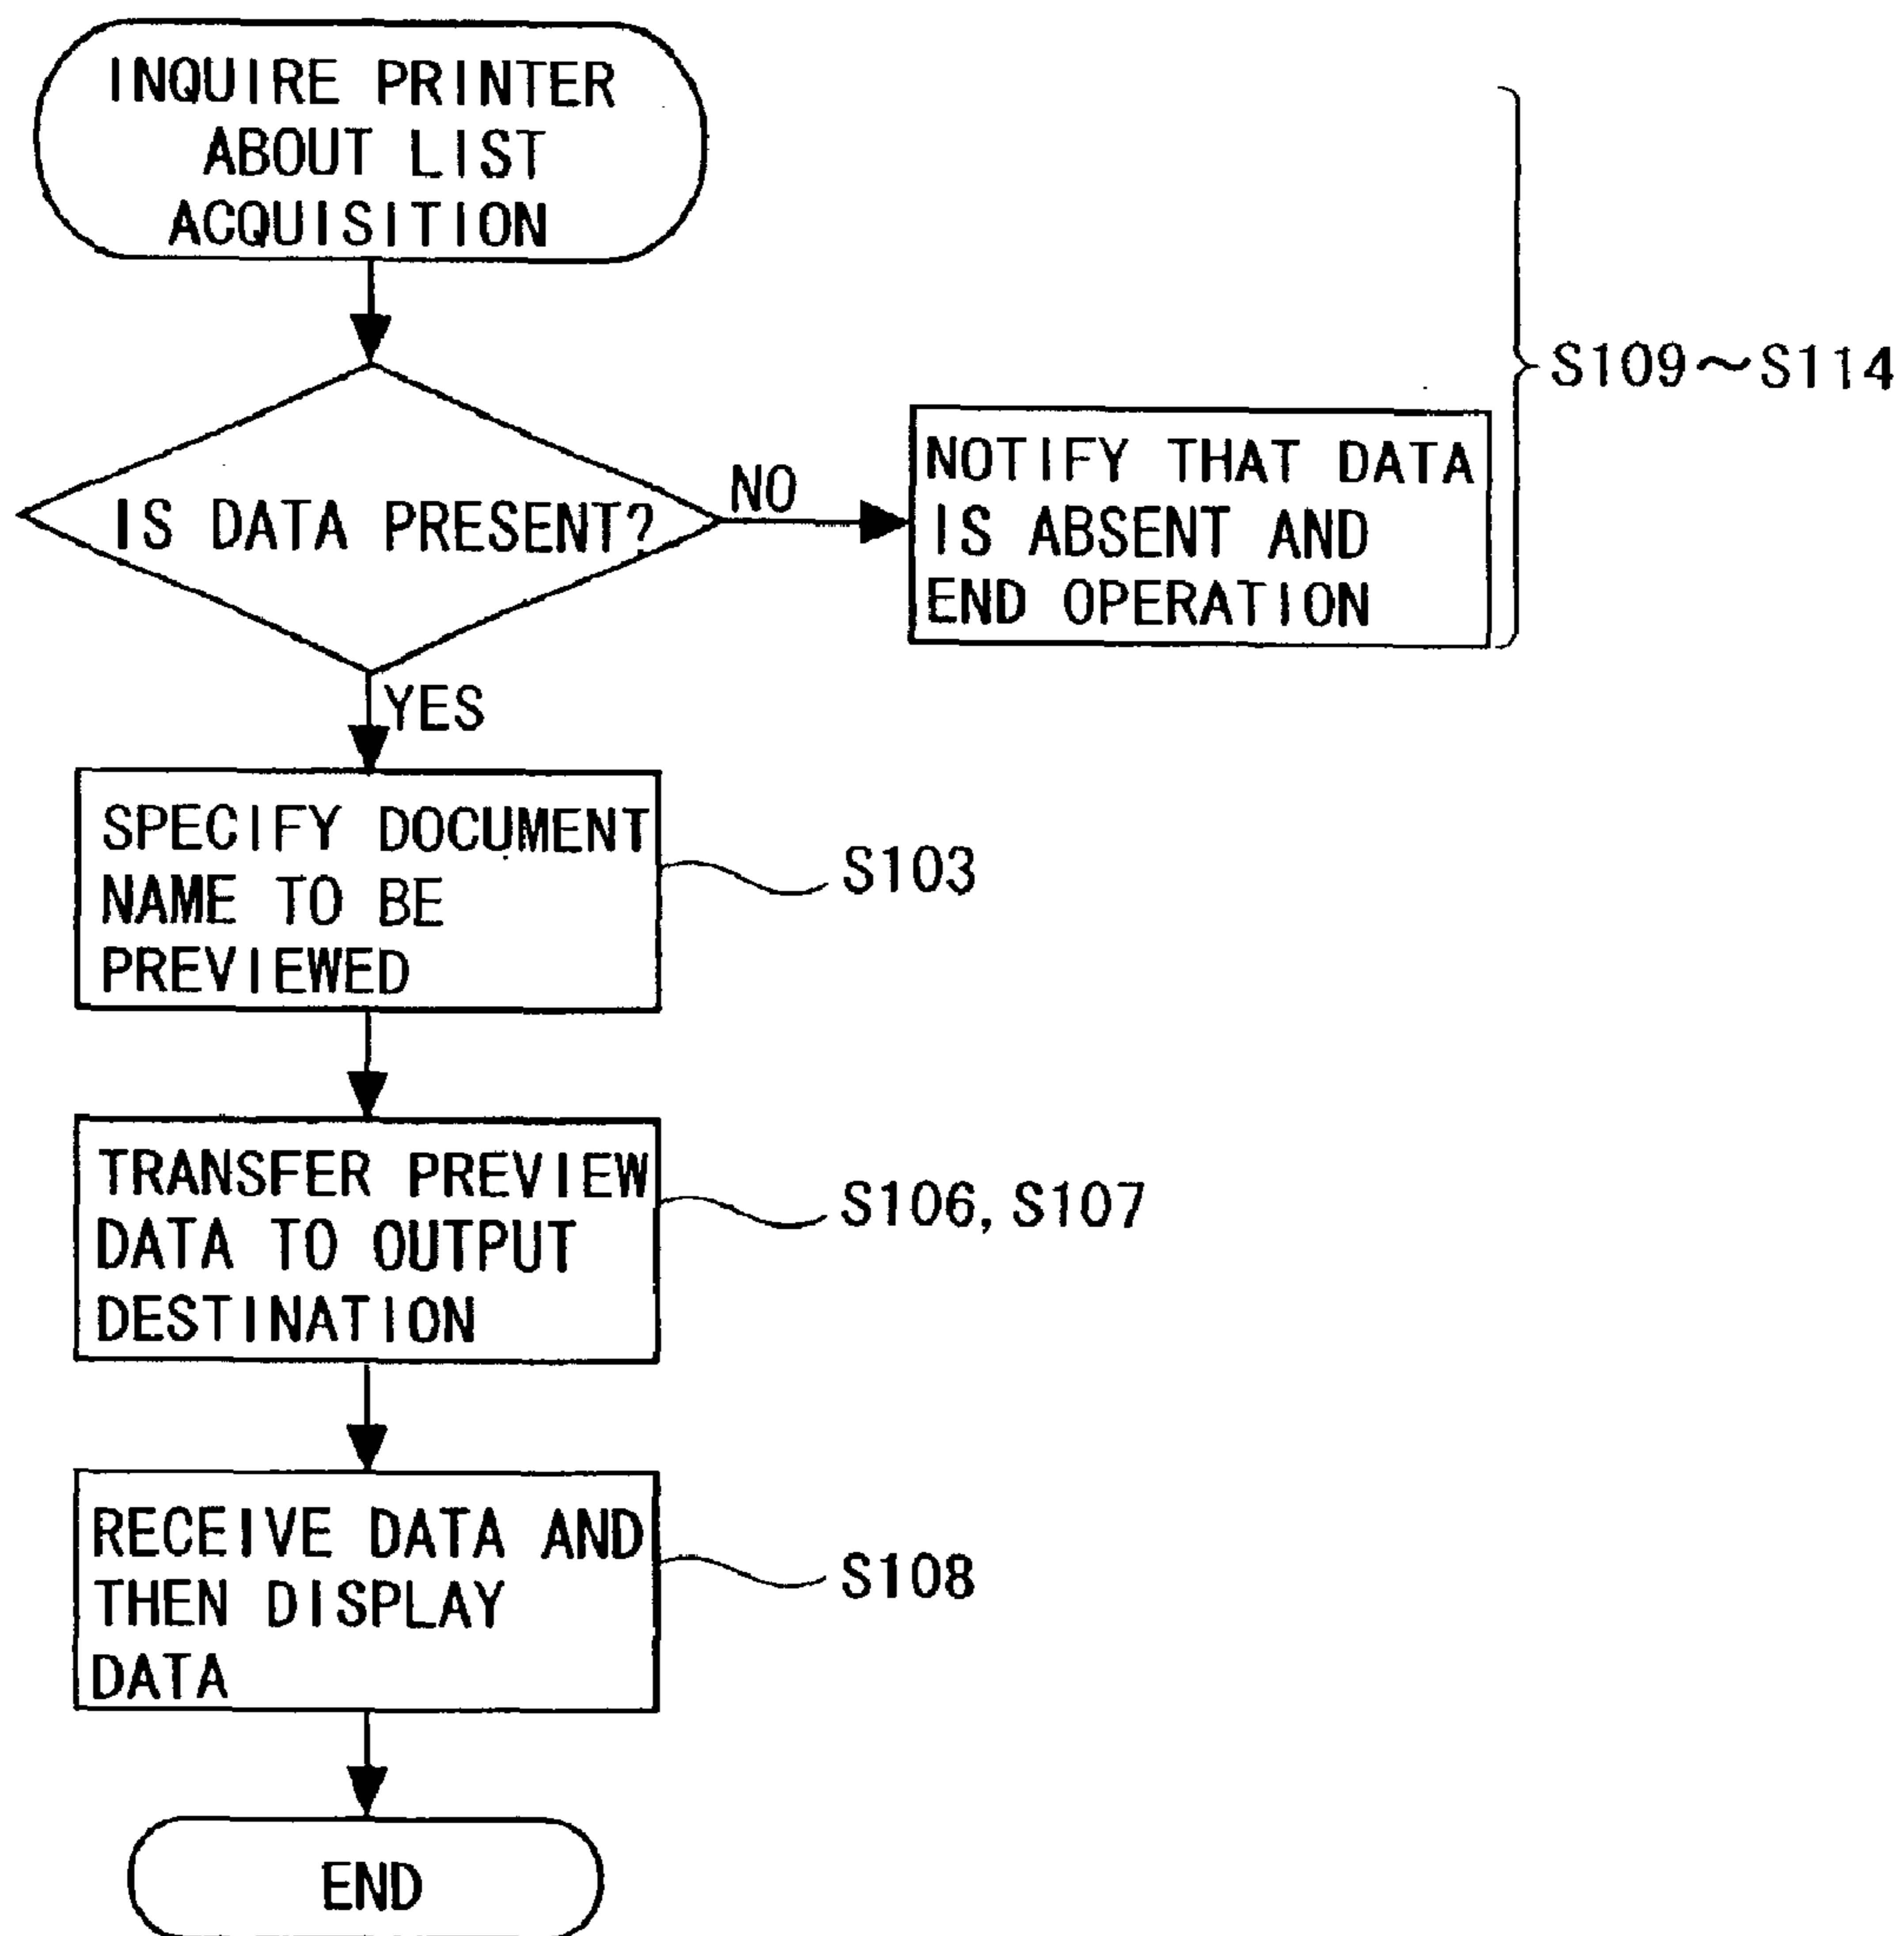 INQUIRE PRINTER
ABOUT LIST
ACQUISITION
IS DATA PRESENT?
NO
NOTIFY THAT DATA
IS ABSENT AND
END OPERATION
S109~S114
YES
SPECIFY DOCUMENT
NAME TO BE
PREVIEWED
S103
TRANSFER PREVIEW
DATA TO OUTPUT
DESTINATION
S106, S107
RECEIVE DATA AND
THEN DISPLAY
DATA
S108
END